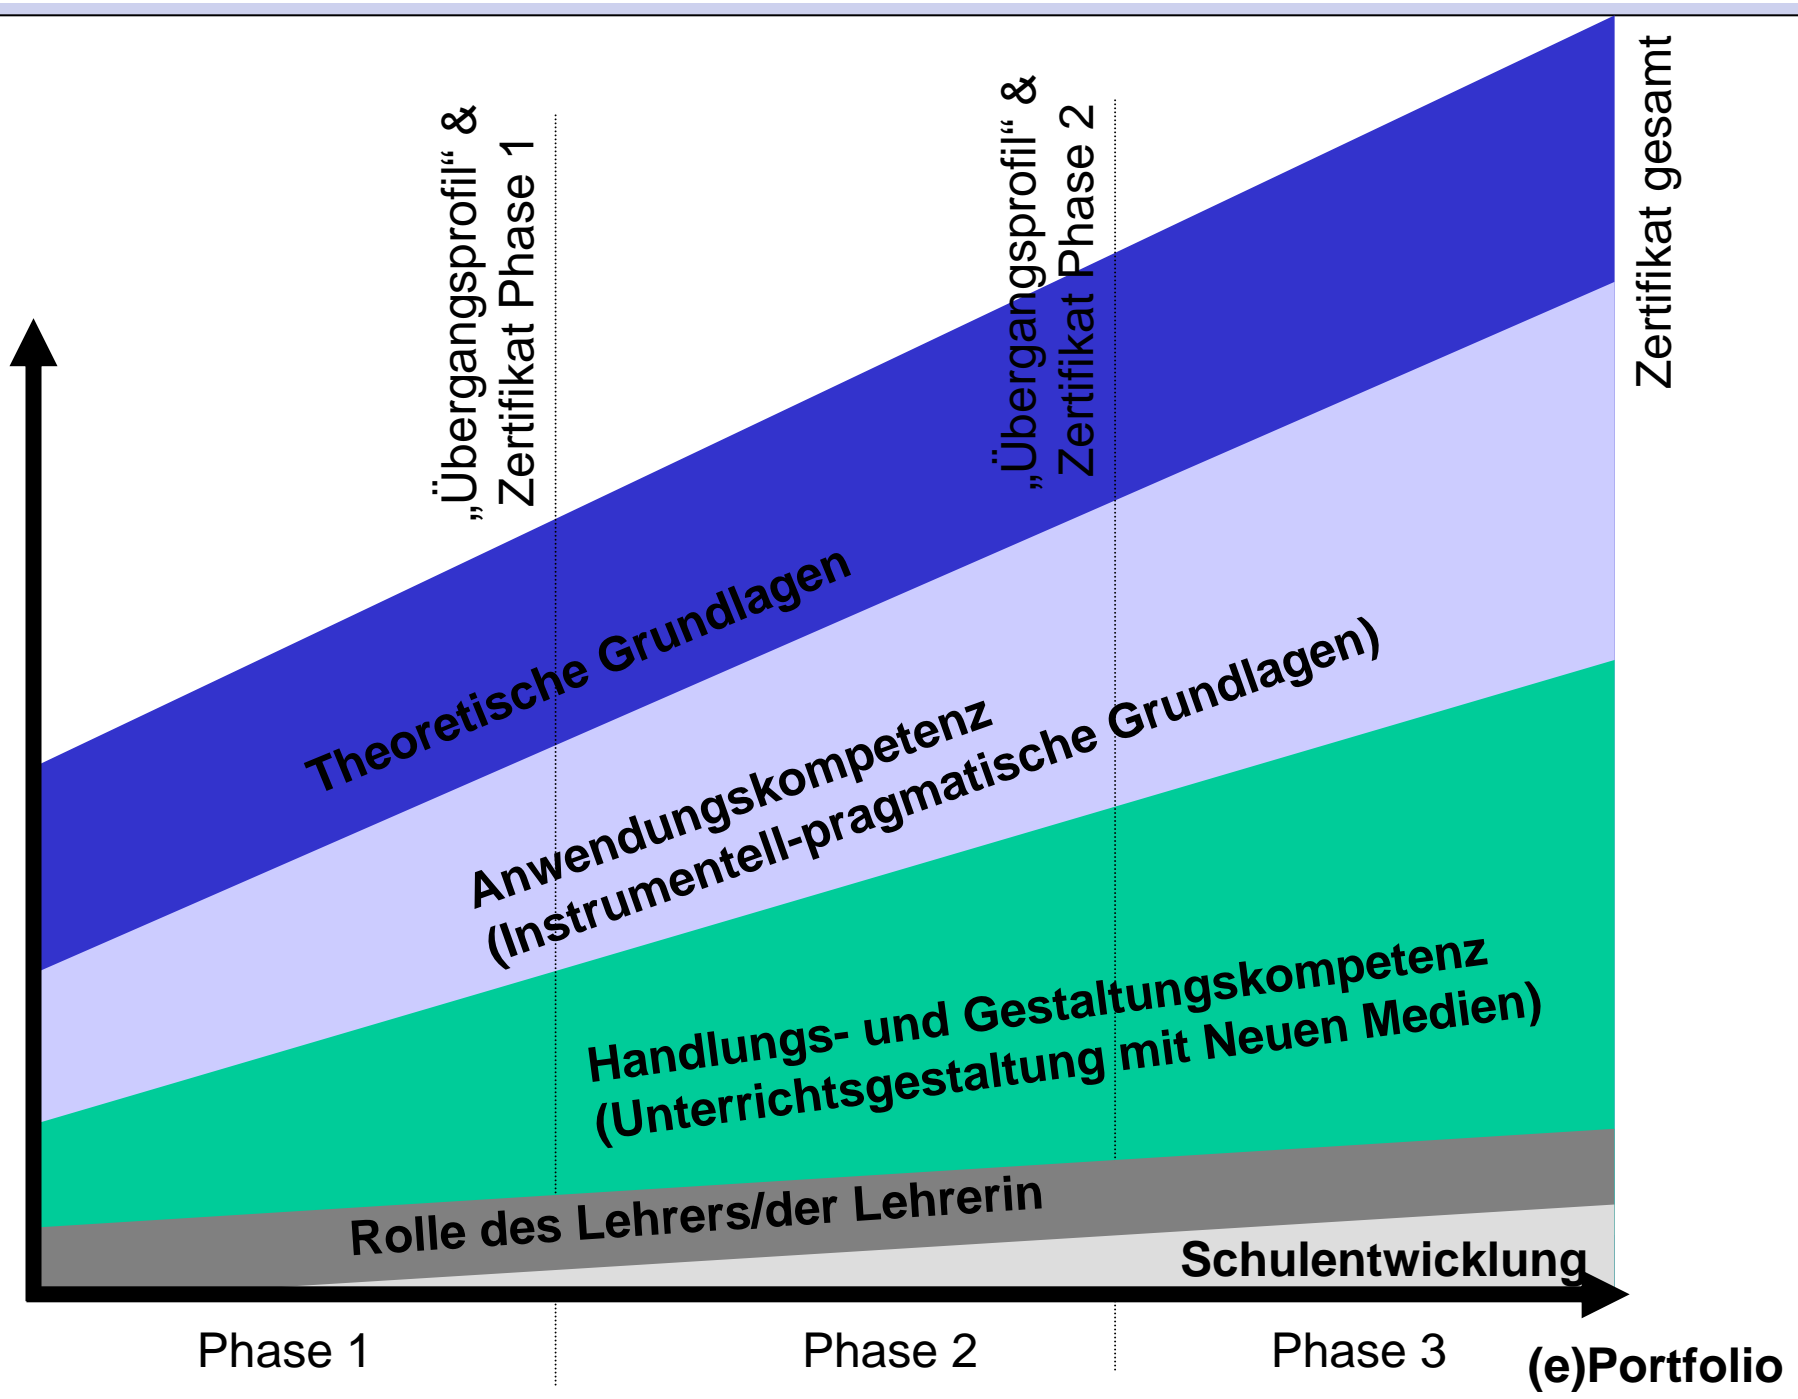 „Übergangsprofil“ &
Zertifikat Phase 1
„Übergangsprofil“ &
Zertifikat Phase 2
Zertifikat gesamt
Theoretische Grundlagen
Anwendungskompetenz
(Instrumentell-pragmatische Grundlagen)
Handlungs- und Gestaltungskompetenz
(Unterrichtsgestaltung mit Neuen Medien)
Rolle des Lehrers/der Lehrerin
Schulentwicklung
Phase 1
Phase 2
Phase 3
(e)Portfolio